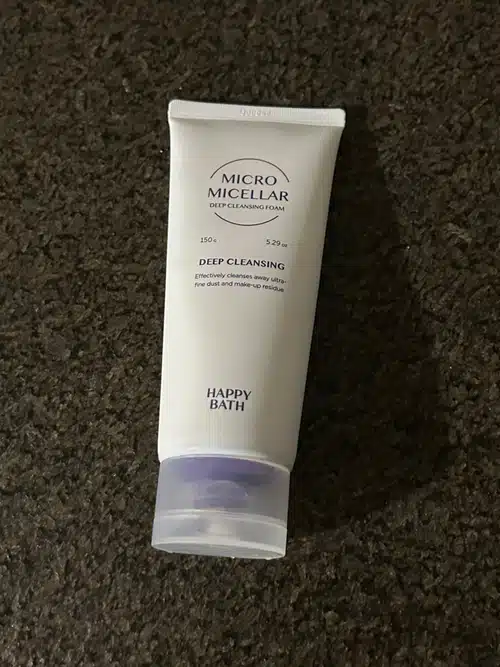 MICRO
MICELLAR
DEEP CLEANSING FOAM
150 g 5.29 oz
DEEP CLEANSING
Effectively cleanses away ultra-
fine dust and make-up residue.
HAPPY
BATH